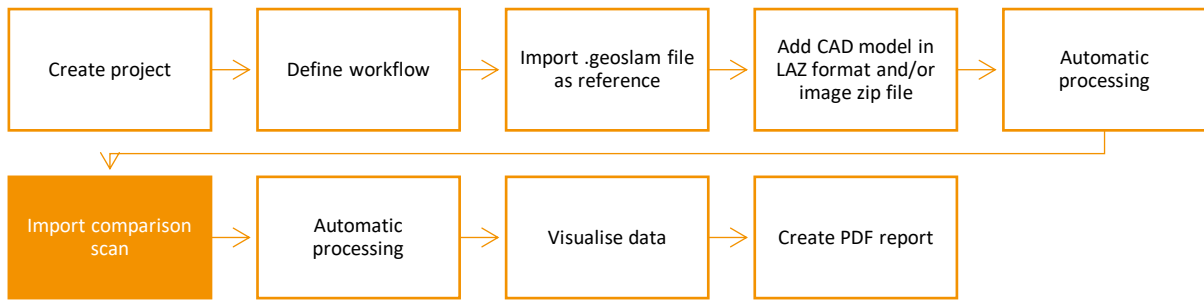 Create project
Define workflow
Import .geoslam file
as reference
Add CAD model in
LAZ format and/or
image zip file
Automatic
processing
Import comparison
scan
Automatic
processing
Visualise data
Create PDF report